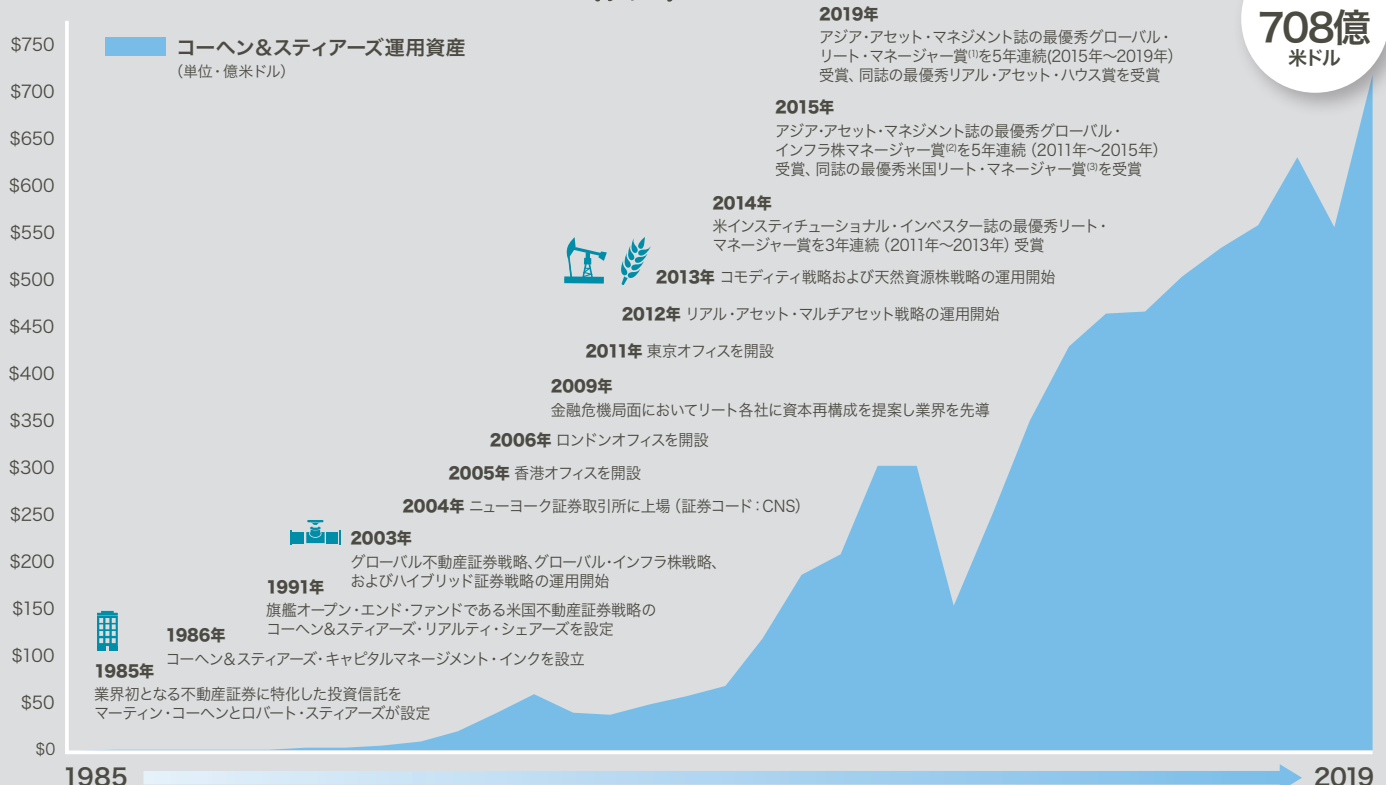 708億
米ドル
コーヘン&スティアーズ運用資産
(単位・億米ドル)
$750
$700
$650
$600
$550
$500
$450
$400
$350
$300
$250
$200
$150
$100
$50
$0
2019年
アジア・アセット・マネジメント誌の最優秀グローバル・
リート・マネージャー賞(1)を5年連続(2015年〜2019年)
受賞、同誌の最優秀リアル・アセット・ハウス賞を受賞
2015年
アジア・アセット・マネジメント誌の最優秀グローバル・
インフラ株マネージャー賞(2)を5年連続(2011年〜2015年)
受賞、同誌の最優秀米国リート・マネージャー賞(3)を受賞
2014年
米インスティチューショナル・インベスター誌の最優秀リート・
マネージャー賞を3年連続(2011年〜2013年)受賞
2013年 コモディティ戦略および天然資源株戦略の運用開始
2012年 リアル・アセット・マルチアセット戦略の運用開始
2011年 東京オフィスを開設
2009年
金融危機局面においてリート各社に資本再構成を提案し業界を先導
2006年 ロンドンオフィスを開設
2005年 香港オフィスを開設
2004年 ニューヨーク証券取引所に上場(証券コード:CNS)
2003年
グローバル不動産証券戦略、グローバル・インフラ株戦略、
およびハイブリッド証券戦略の運用開始
1991年
旗艦オープン・エンド・ファンドである米国不動産証券戦略の
コーヘン&スティアーズ・リアルティ・シェアーズを設定
1986年
コーヘン&スティアーズ・キャピタルマネージメント・インクを設立
1985年
業界初となる不動産証券に特化した投資信託を
マーティン・コーヘンとロバート・スティアーズが設定
1985
2019